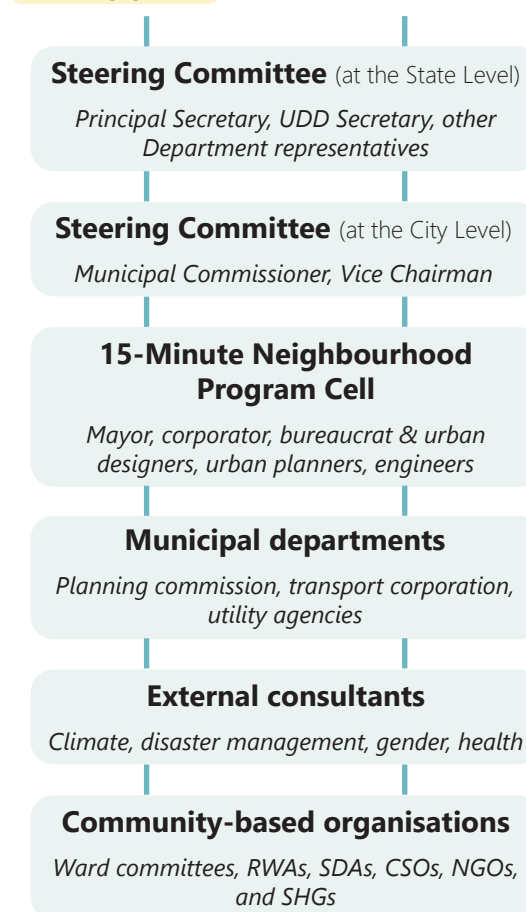 Steering Committee (at the State Level)
Principal Secretary, UDD Secretary, other
Department representatives
Steering Committee (at the City Level)
Municipal Commissioner, Vice Chairman
15-Minute Neighbourhood
Program Cell
Mayor, corporator, bureaucrat & urban
designers, urban planners, engineers
Municipal departments
Planning commission, transport corporation,
utility agencies
External consultants
Climate, disaster management, gender, health
Community-based organisations
Ward committees, RWAs, SDAs, CSOs, NGOs,
and SHGs